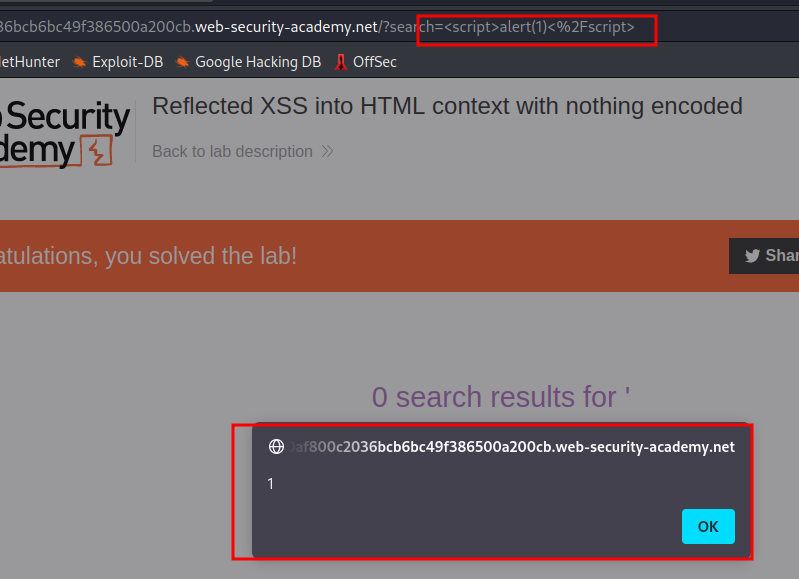 36bcb6bc49f386500a200cb.web-security-academy.net/?search=<script>alert(1)<%2Fscript>
NetHunter Exploit-DB Google Hacking DB OffSec
Security
demy
Reflected XSS into HTML context with nothing encoded
Back to lab description
atulations, you solved the lab!
Shar
0 search results for '
af800c2036bcb6bc49f386500a200cb.web-security-academy.net
1
OK